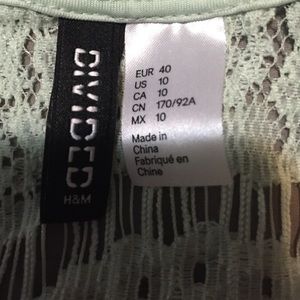 DIVIDED
H&M
EUR 40
US 10
CA 10
CN 170/92A
MX 10
Made in
China
Fabriqué en
Chine